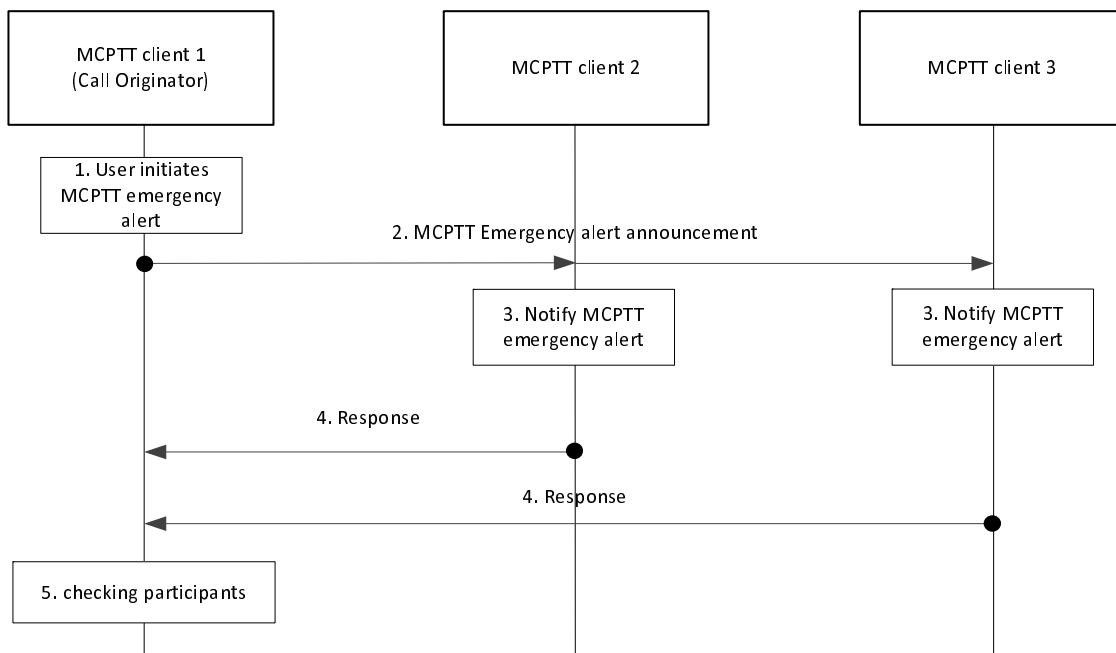 MCPTT client 1
(Call Originator)
MCPTT client 2
MCPTT client 3
1. User initiates
MCPTT emergency
alert
2. MCPTT Emergency alert announcement
3. Notify MCPTT
emergency alert
3. Notify MCPTT
emergency alert
4. Response
4. Response
5. checking participants